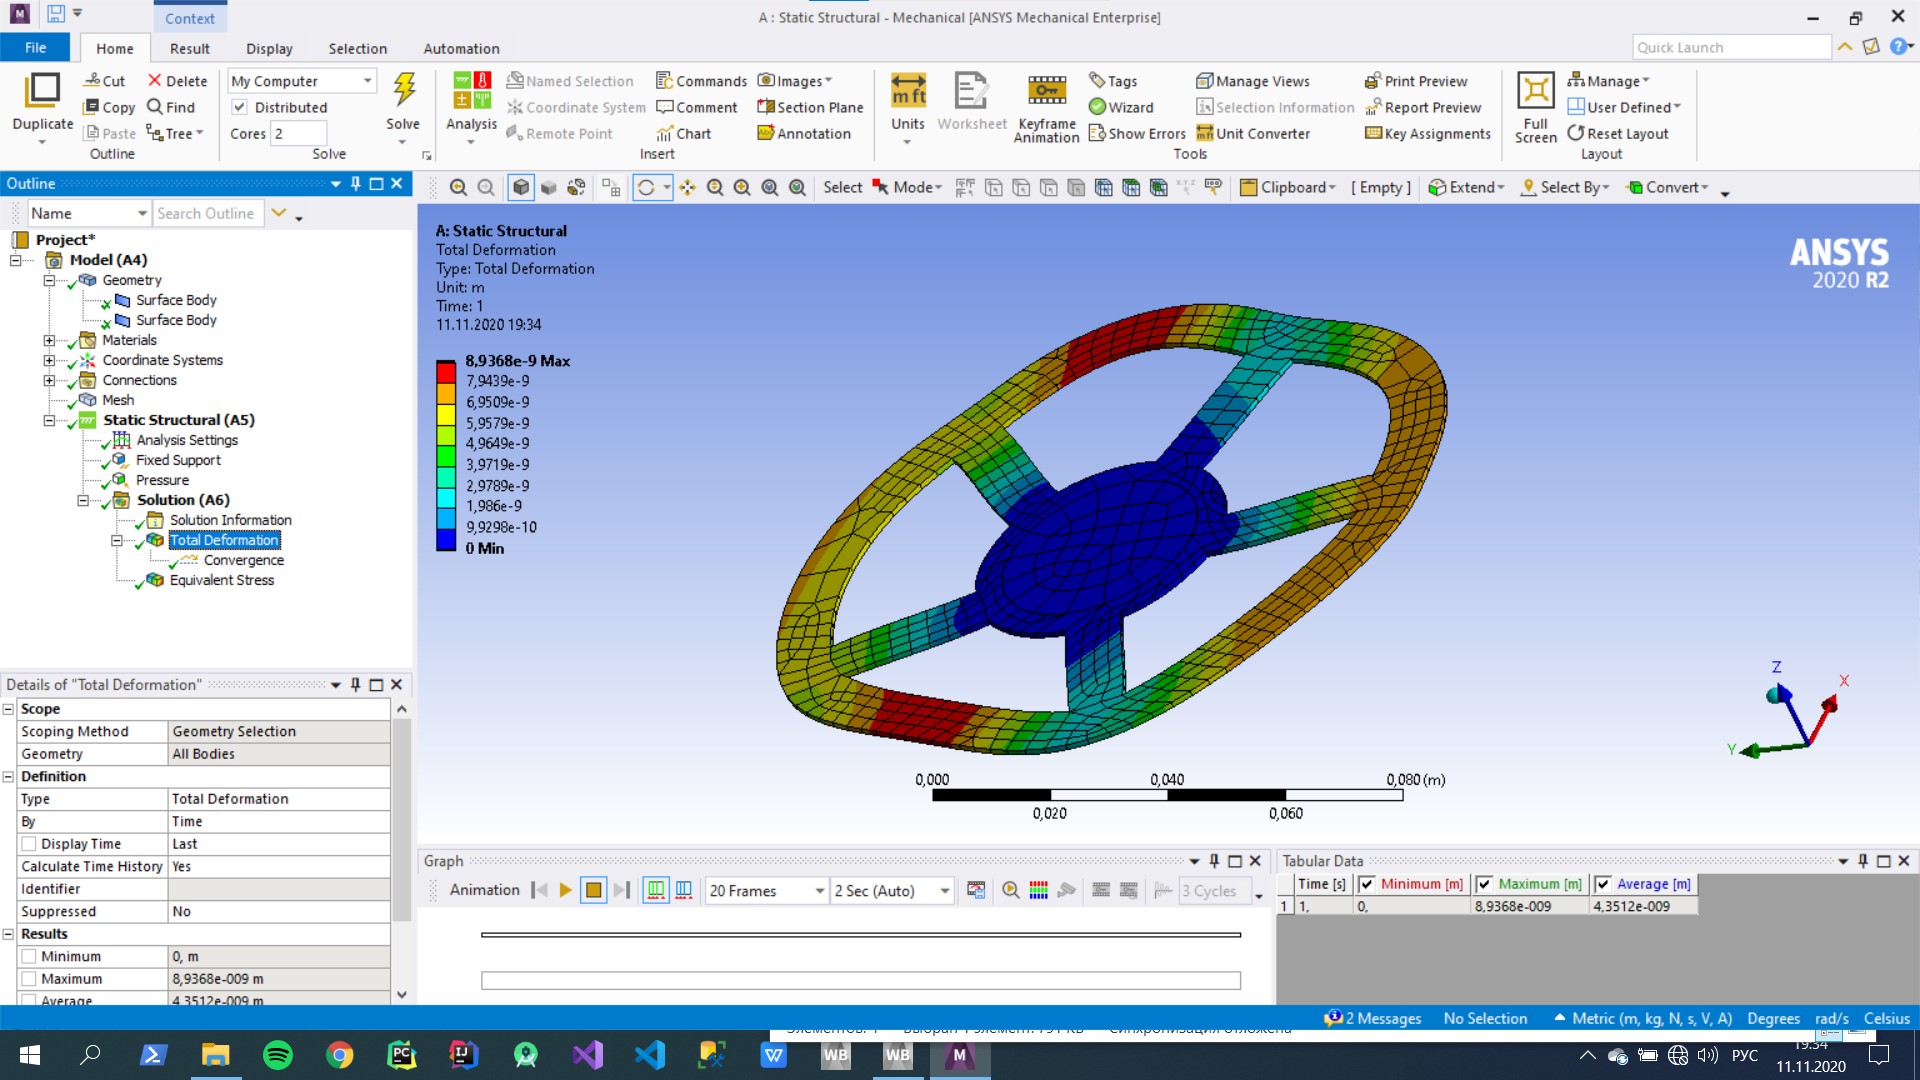 Context
A : Static Structural - Mechanical [ANSYS Mechanical Enterprise]
File Home Result Display Selection Automation
Quick Launch
Duplicate
Cut
Copy
Paste
Delete
Find
Tree
Outline
My Computer
Distributed
Cores 2
Solve
Solve
Analysis
Named Selection
Coordinate System
Remote Point
Commands
Comment
Chart
Images
Section Plane
Annotation
Insert
Units
Worksheet
Keyframe
Animation
Tags
Wizard
Show Errors
Manage Views
Selection Information
Unit Converter
Print Preview
Report Preview
Key Assignments
Tools
Full
Screen
Manage
User Defined
Reset Layout
Layout
Outline
Name Search Outline
Project*
Model (A4)
Geometry
Surface Body
Surface Body
Materials
Coordinate Systems
Connections
Mesh
Static Structural (A5)
Analysis Settings
Fixed Support
Pressure
Solution (A6)
Solution Information
Total Deformation
Convergence
Equivalent Stress
Select Mode Clipboard [ Empty ] Extend Select By Convert
A: Static Structural
Total Deformation
Type: Total Deformation
Unit: m
Time: 1
11.11.2020 19:34
8,9368e-9 Max
7,9439e-9
6,9509e-9
5,9579e-9
4,9649e-9
3,9719e-9
2,9789e-9
1,986e-9
9,9298e-10
0 Min
ANSYS
2020 R2
Z
X
Y
0,000 0,040 0,080 (m)
0,020 0,060
Details of "Total Deformation"
Scope
Scoping Method Geometry Selection
Geometry All Bodies
Definition
Type Total Deformation
By Time
Display Time Last
Calculate Time History Yes
Identifier
Suppressed No
Results
Minimum 0, m
Maximum 8,9368e-009 m
Average 4,3512e-009 m
Graph
Animation 20 Frames 2 Sec (Auto) 3 Cycles
Tabular Data
Time [s] Minimum [m] Maximum [m] Average [m]
1 1, 0, 8,9368e-009 4,3512e-009
2 Messages No Selection Metric (m, kg, N, s, V, A) Degrees rad/s Celsius
РУС
19:34
11.11.2020